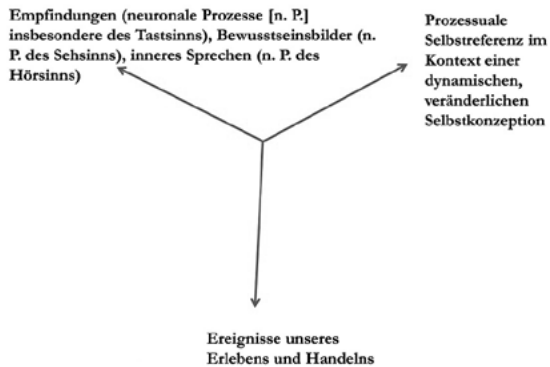 Empfindungen (neuronale Prozesse [n. P.]
insbesondere des Tastsinns), Bewusstseinsbilder (n.
P. des Sehsinns), inneres Sprechen (n. P. des
Hörsinns)
Prozessuale
Selbstreferenz im
Kontext einer
dynamischen,
veränderlichen
Selbstkonzeption
Ereignisse unseres
Erlebens und Handelns